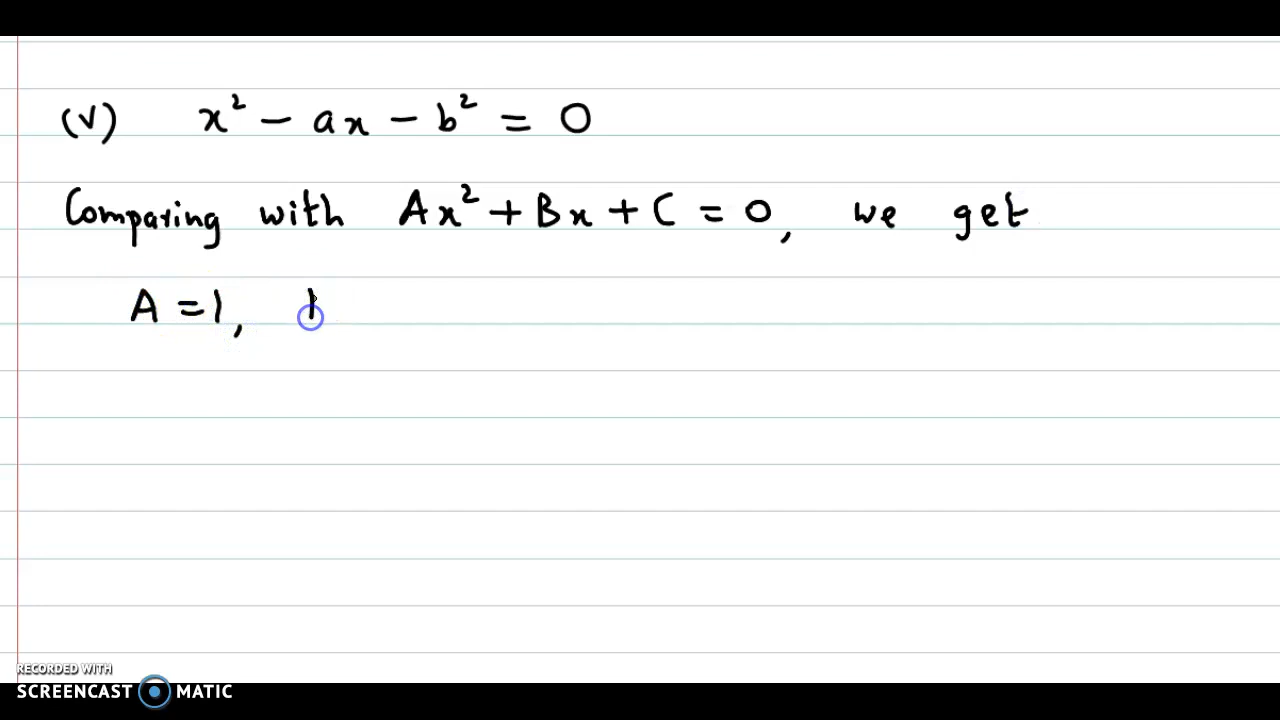 (v) x² - ax - b² = 0
Comparing with Ax² + Bx + C = 0, we get
A = 1,
RECORDED WITH
SCREENCAST MATIC